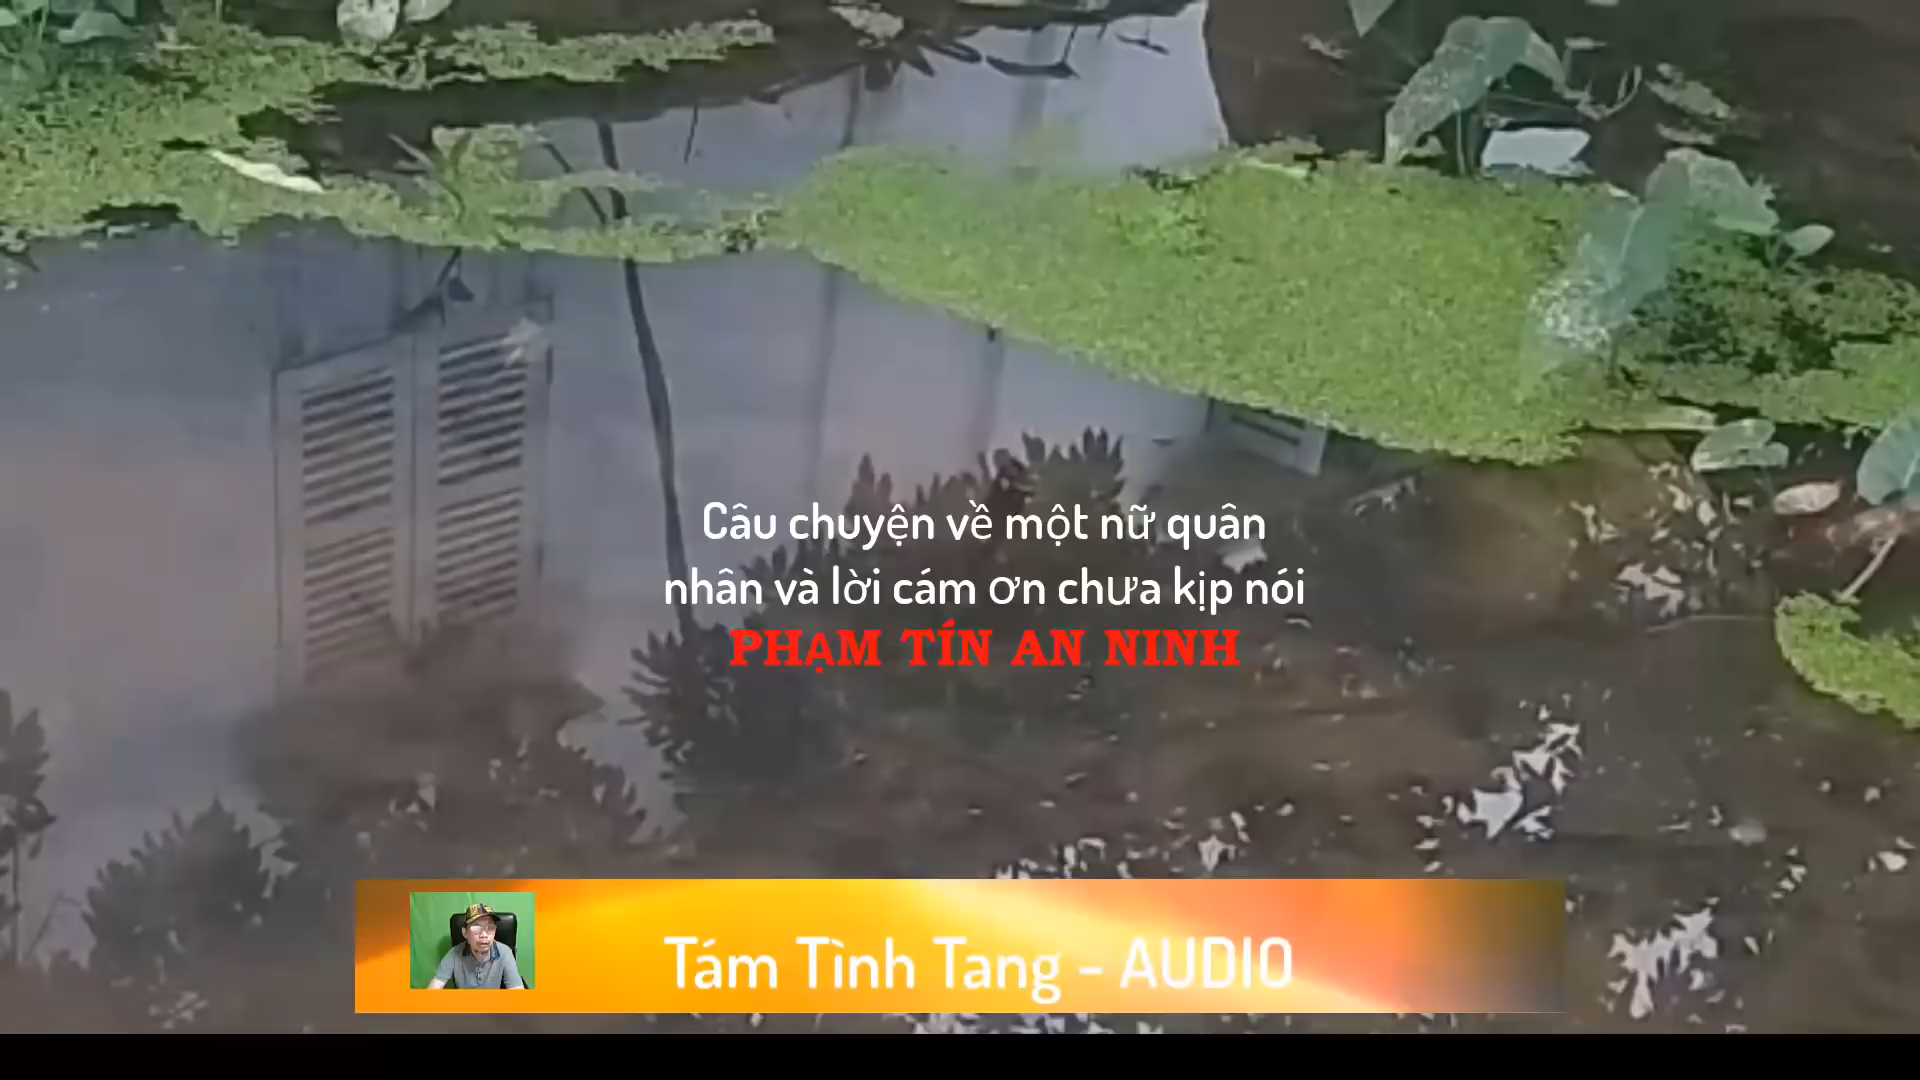 Câu chuyện về một nữ quân
nhân và lời cám ơn chưa kịp nói
PHẠM TÍN AN NINH
Tám Tình Tang - AUDIO